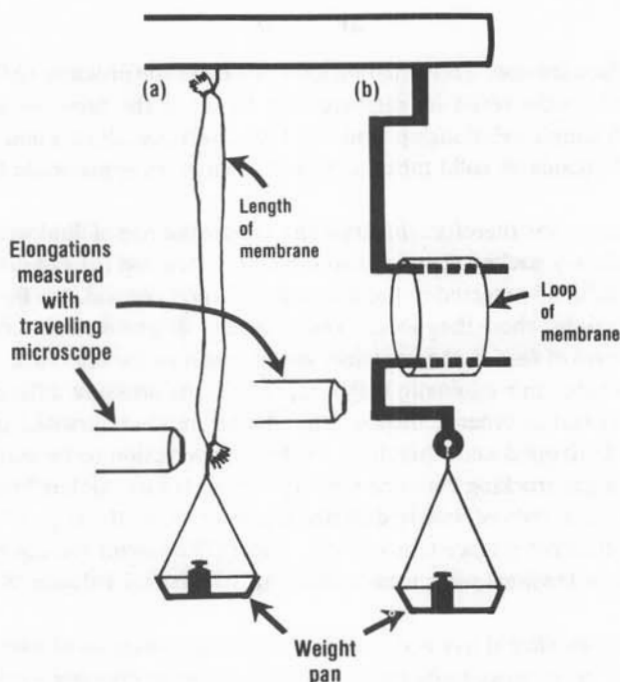 (a)
(b)
Length
of
membrane
Elongations
measured
with
travelling
microscope
Loop
of
membrane
Weight
pan